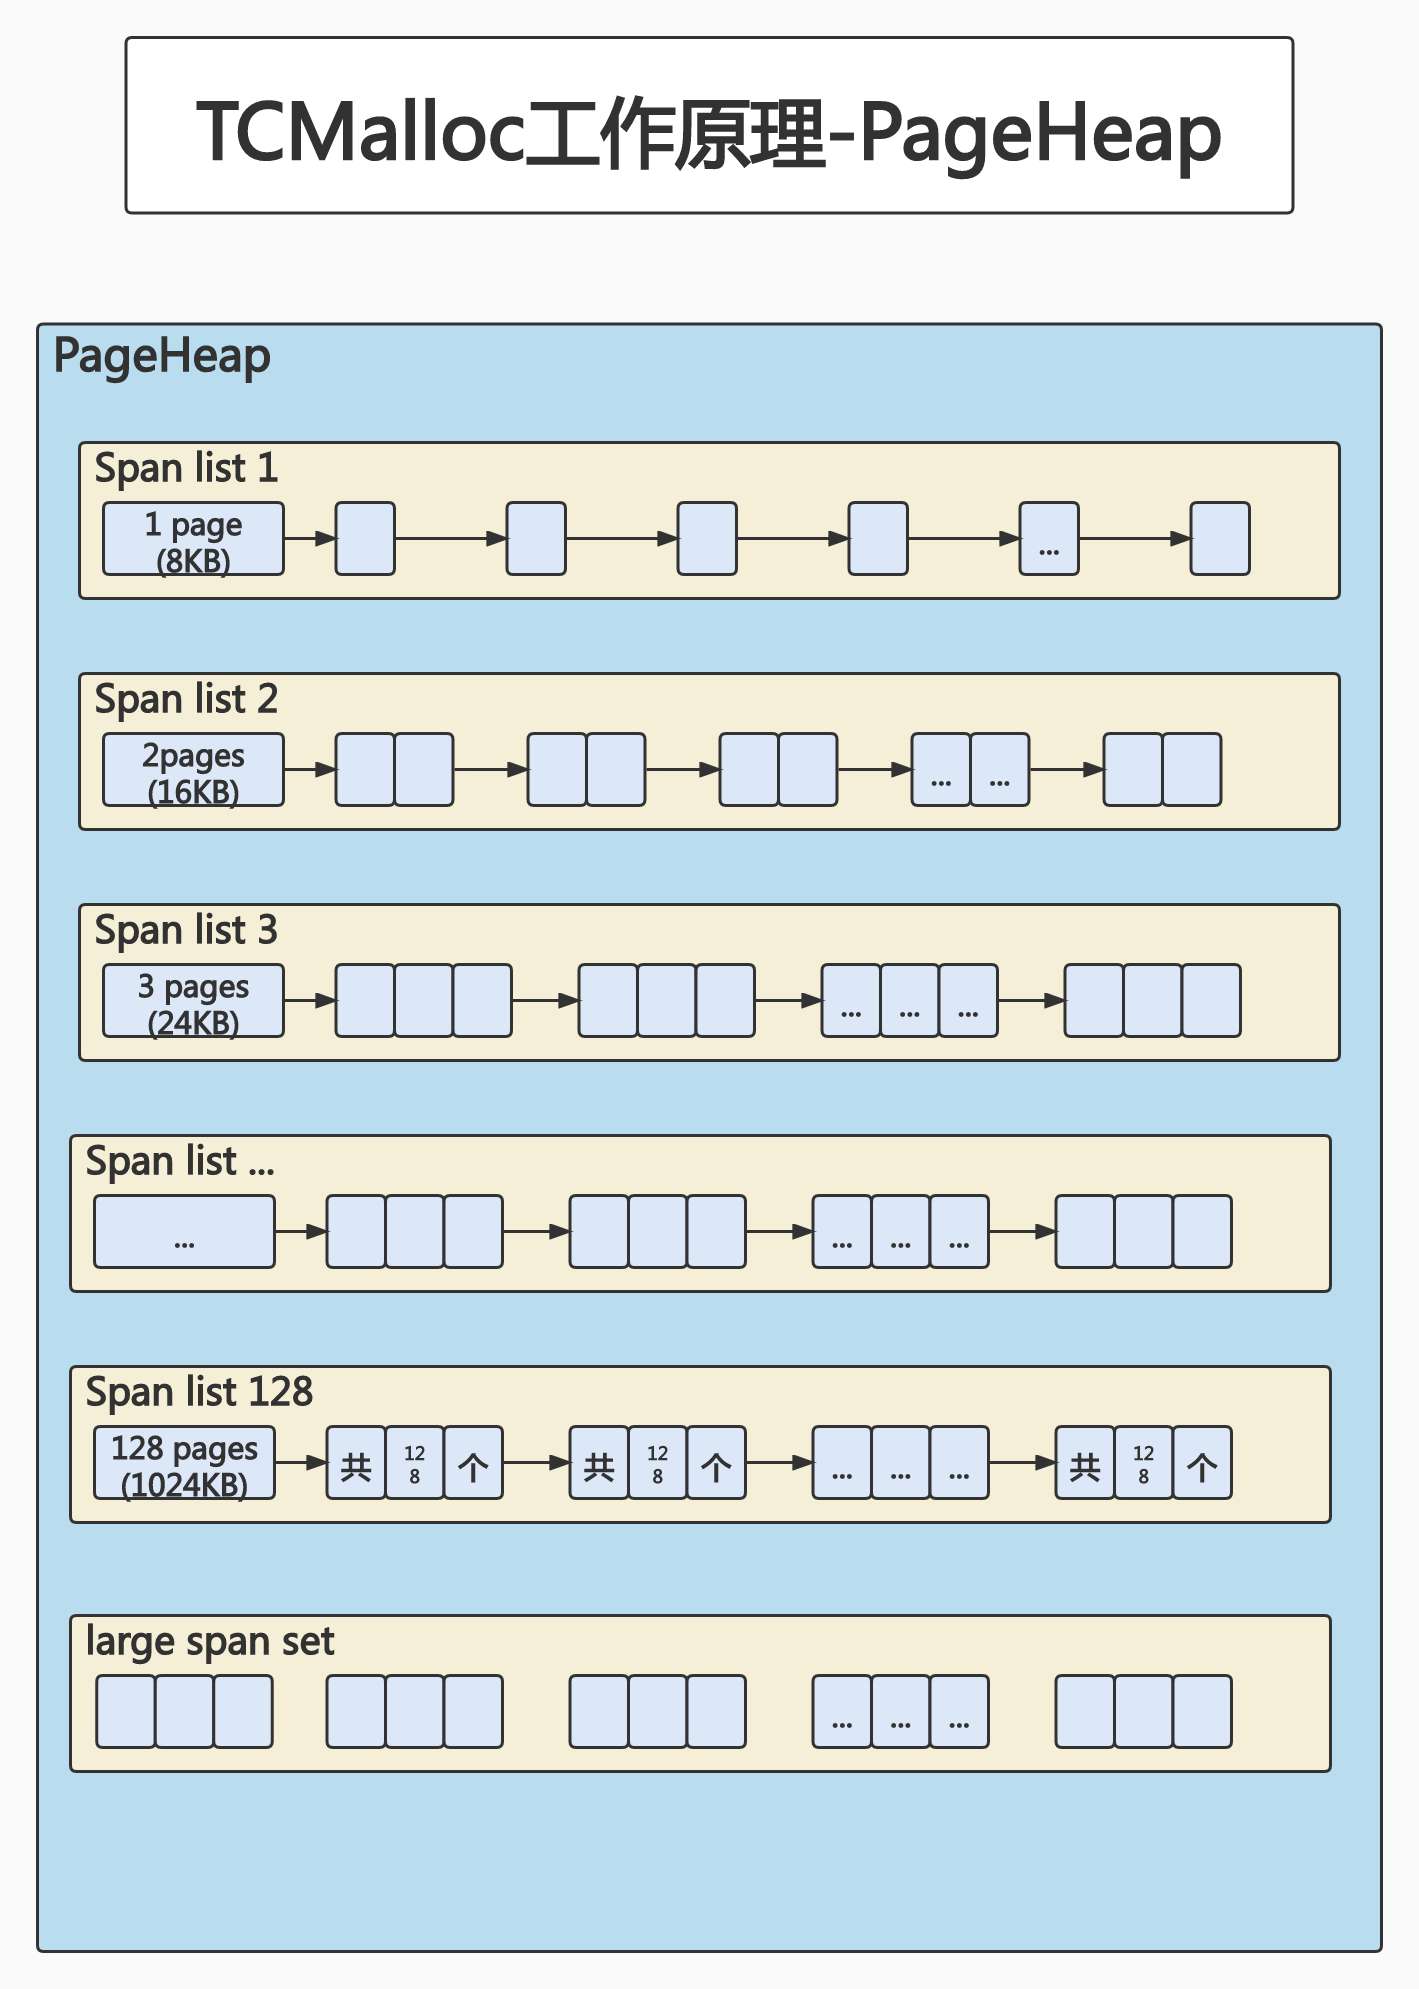 TCMalloc工作原理-PageHeap
PageHeap
Span list 1
1 page
(8KB)
...
Span list 2
2pages
(16KB)
... ...
Span list 3
3 pages
(24KB)
... ... ...
Span list ...
...
... ... ...
Span list 128
128 pages
(1024KB)
共 128 个 共 128 个 ... ... ... 共 128 个
large span set
... ... ...